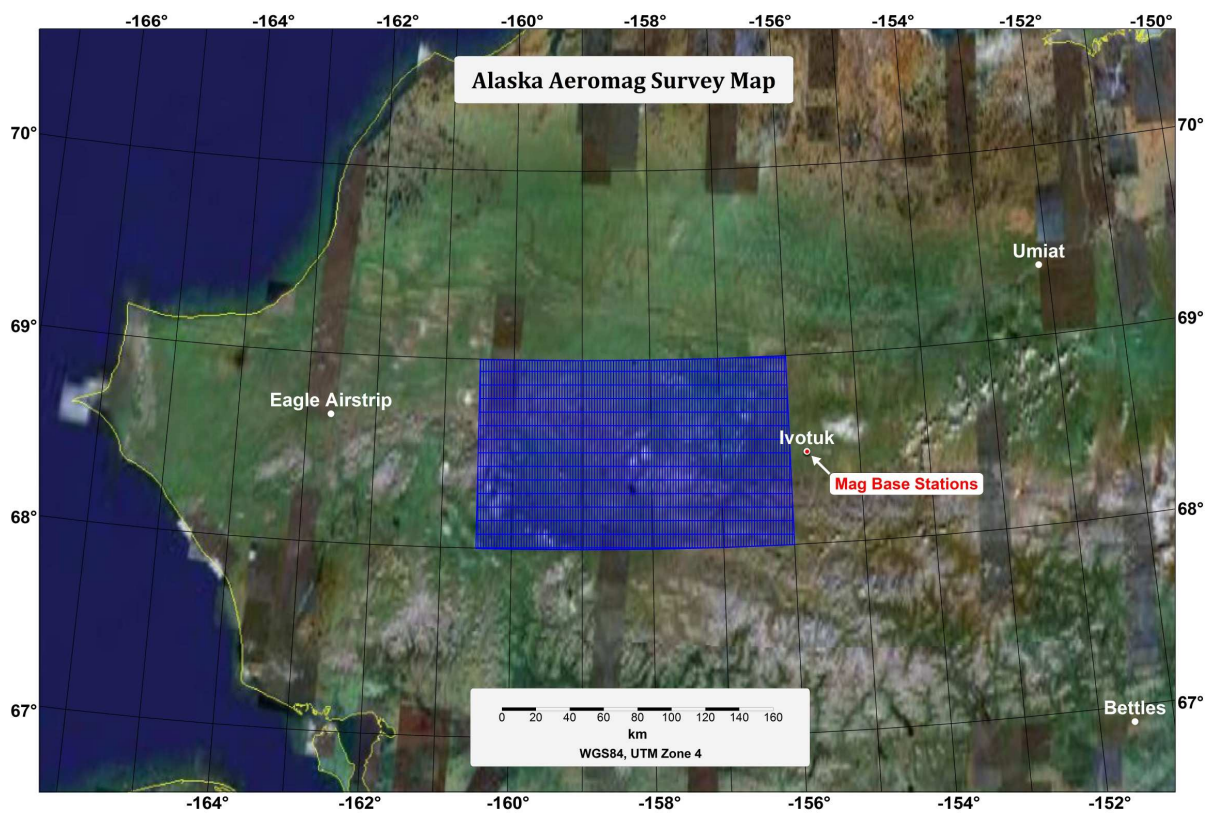 -166° -164° -162° -160° -158° -156° -154° -152° -150°
Alaska Aeromag Survey Map
70° 70°
Umiat
69° 69°
Eagle Airstrip
Ivotuk
Mag Base Stations
68° 68°
67° 67°
Bettles
0 20 40 60 80 100 120 140 160
km
WGS84, UTM Zone 4
-164° -162° -160° -158° -156° -154° -152°